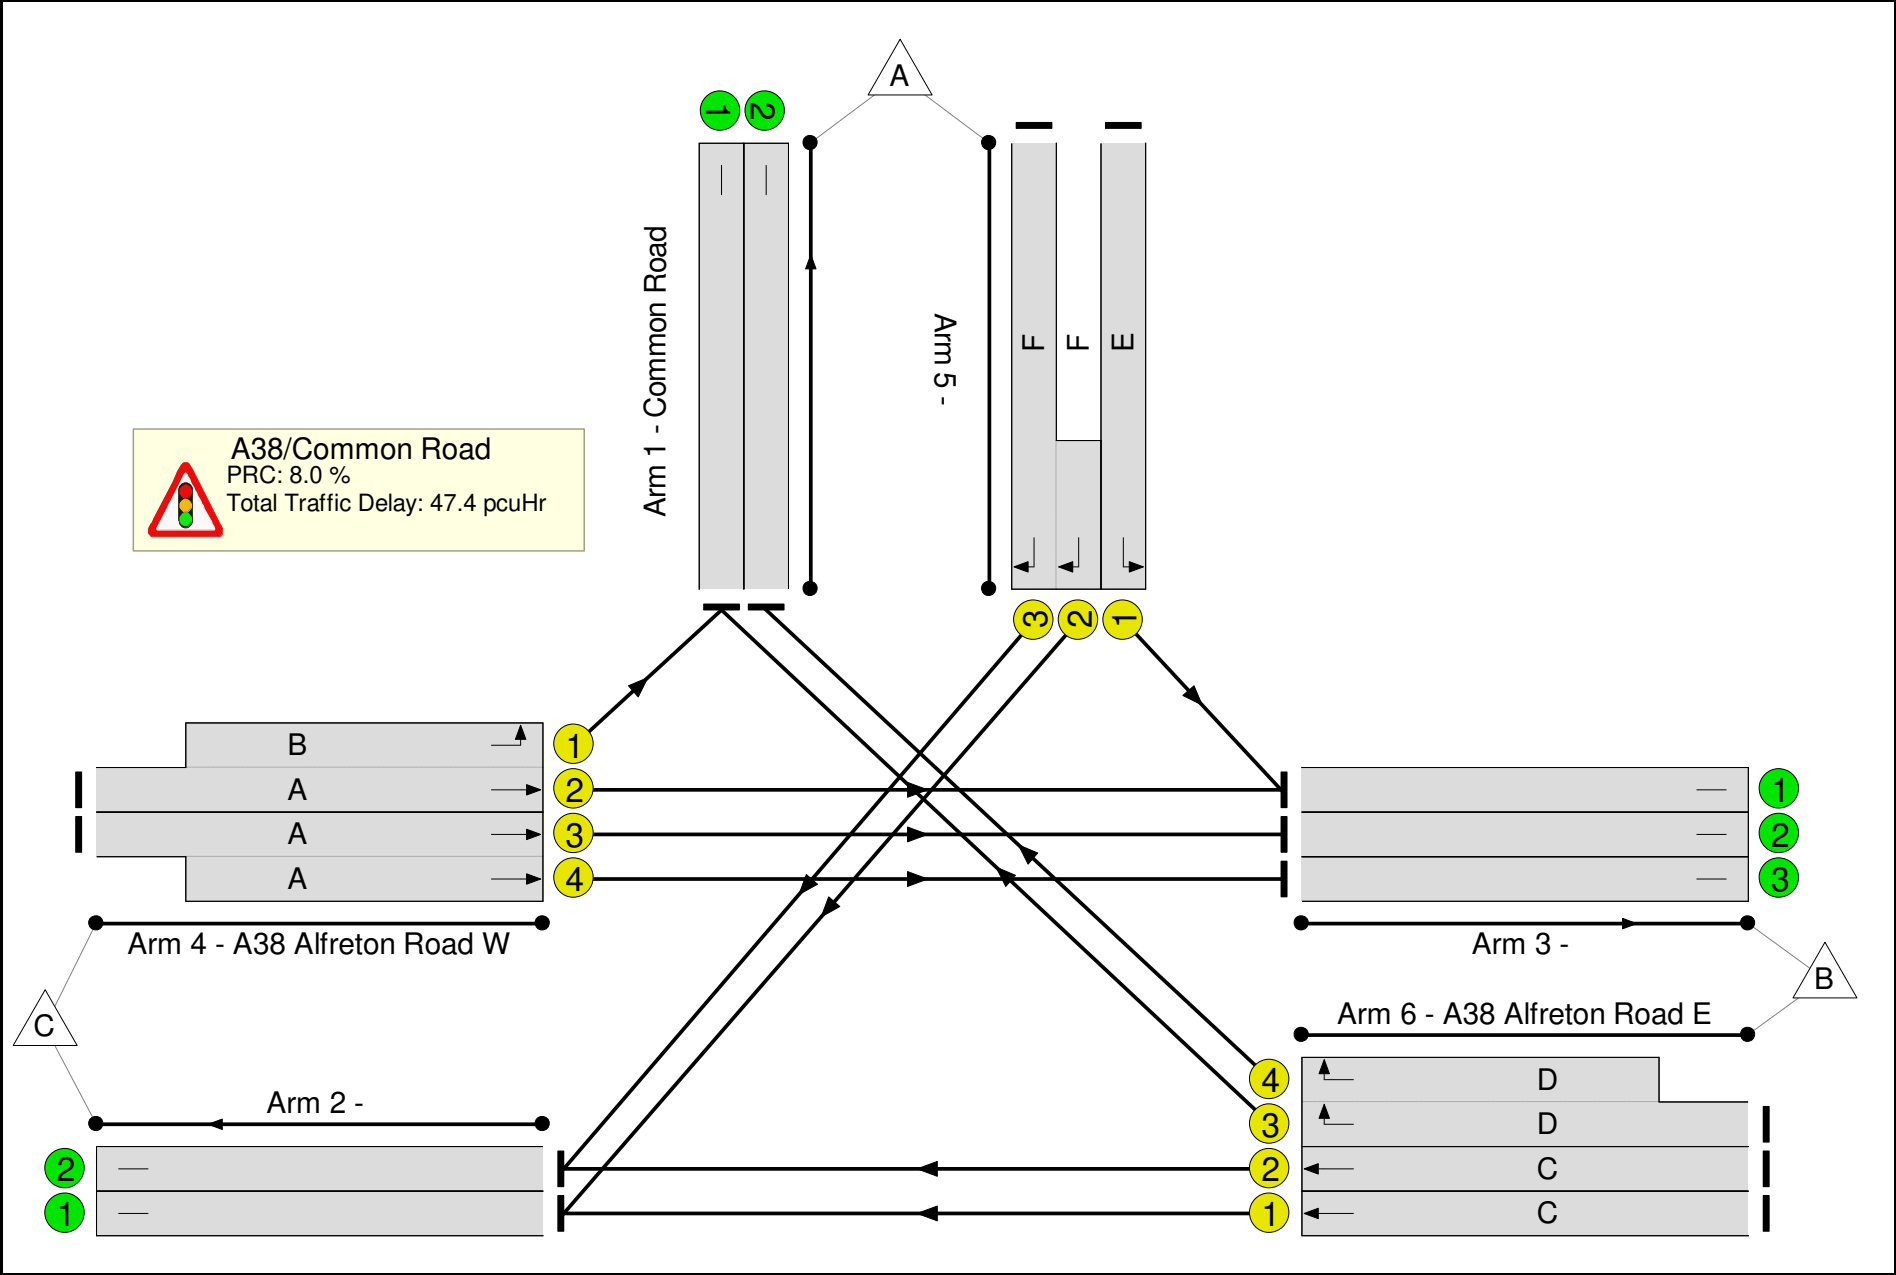 A
1 2
Arm 1 - Common Road
Arm 5 -
F F E
A38/Common Road
PRC: 8.0 %
Total Traffic Delay: 47.4 pcuHr
3 2 1
B 1
A 2
A 3
A 4
1
2
3
Arm 4 - A38 Alfreton Road W
Arm 3 -
B
C
Arm 6 - A38 Alfreton Road E
Arm 2 -
4 D
3 D
2 C
1 C
2
1